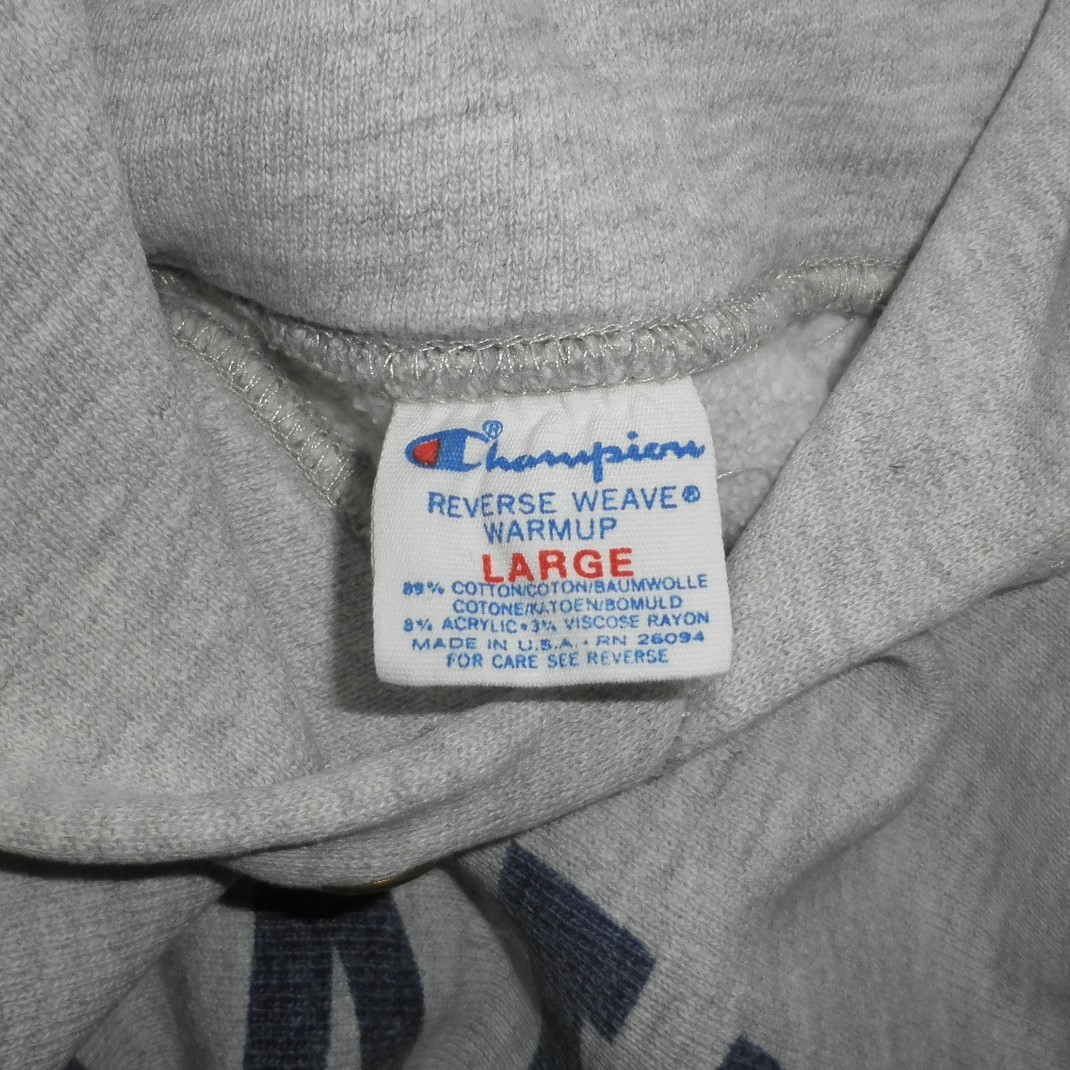 Champion®
REVERSE WEAVE®
WARMUP
LARGE
89% COTTON/COTON/BAUMWOLLE
COTONE/KATOEN/BOMULD
8% ACRYLIC•3% VISCOSE RAYON
MADE IN U.S.A. • RN 26094
FOR CARE SEE REVERSE